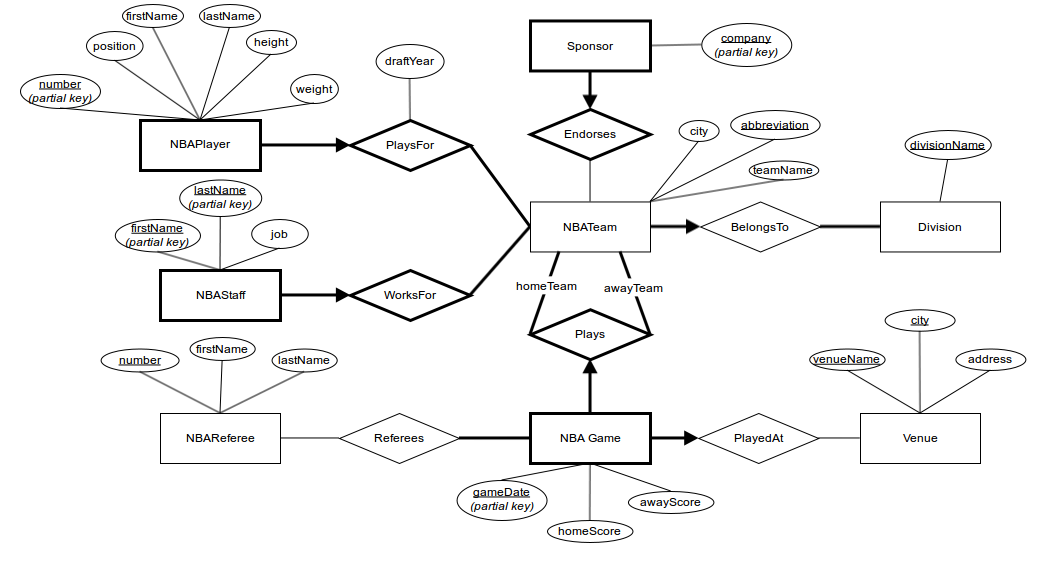 firstName
lastName
company
(partial key)
Sponsor
position
height
draftYear
number
(partial key)
weight
NBAPlayer
PlaysFor
Endorses
city
abbreviation
divisionName
teamName
lastName
(partial key)
firstName
(partial key)
job
NBATeam
BelongsTo
Division
NBAStaff
WorksFor
homeTeam
awayTeam
Plays
city
number
firstName
lastName
venueName
address
NBAReferee
Referees
NBA Game
PlayedAt
Venue
gameDate
(partial key)
awayScore
homeScore